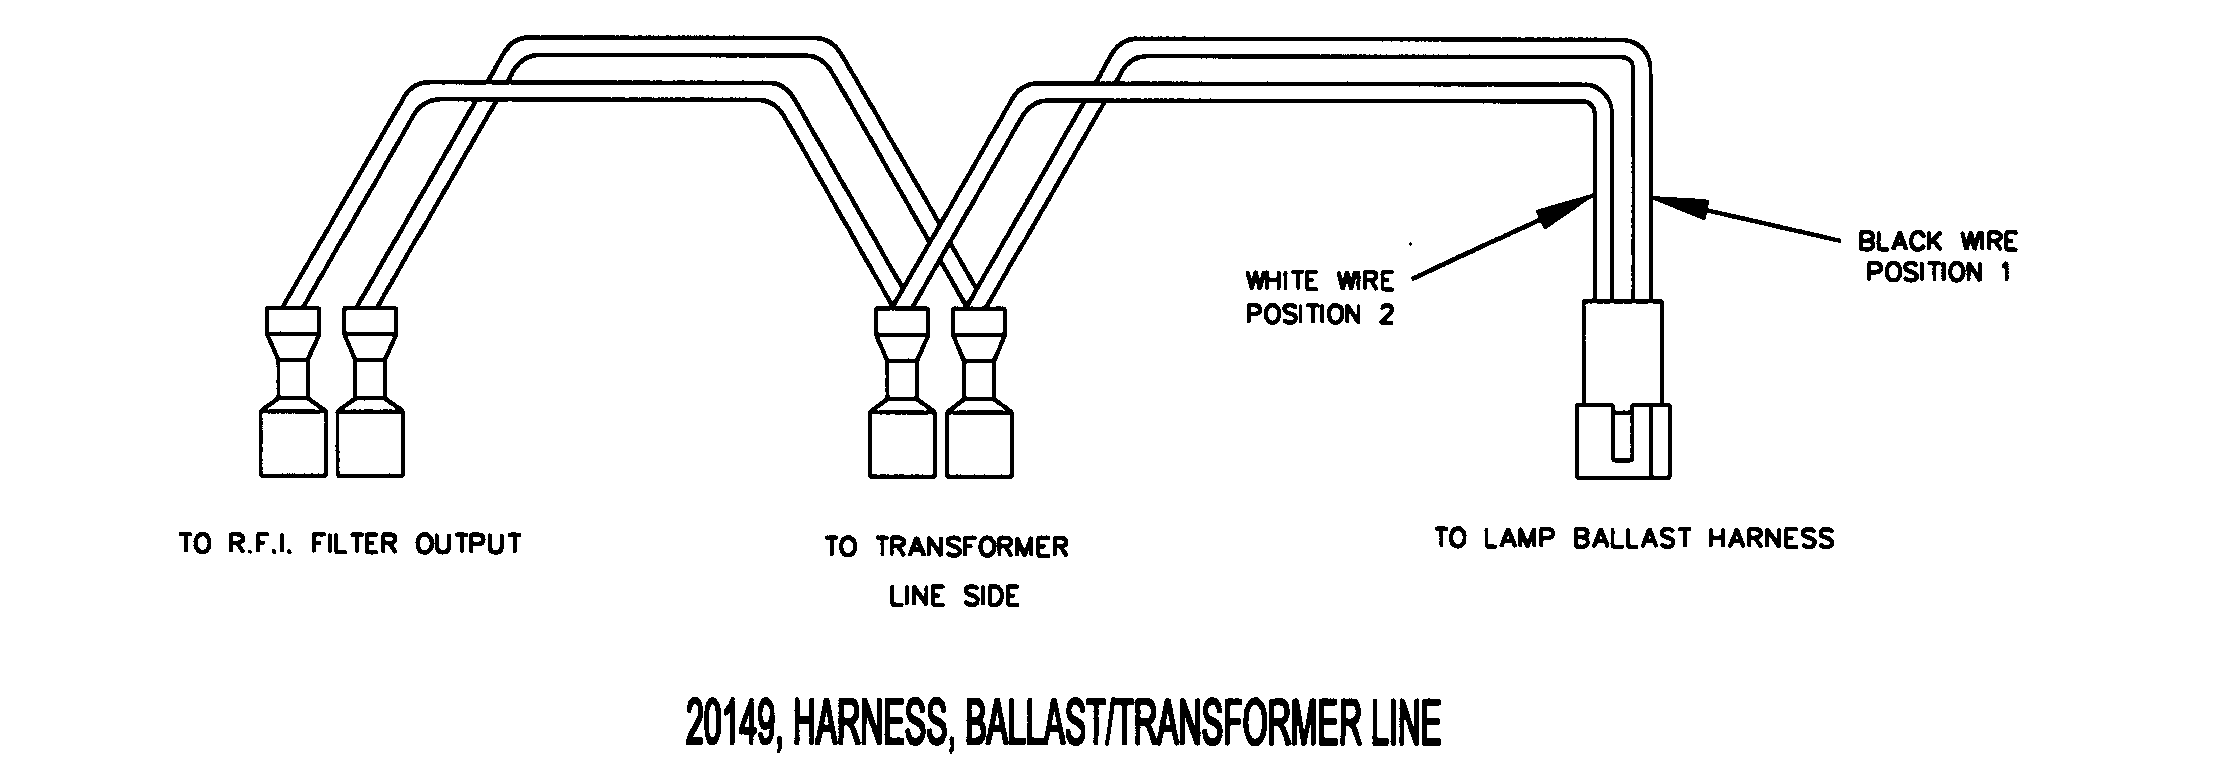 BLACK WIRE
POSITION 1
WHITE WIRE
POSITION 2
TO R.F.I. FILTER OUTPUT
TO TRANSFORMER
LINE SIDE
TO LAMP BALLAST HARNESS
20149, HARNESS, BALLAST/TRANSFORMER LINE